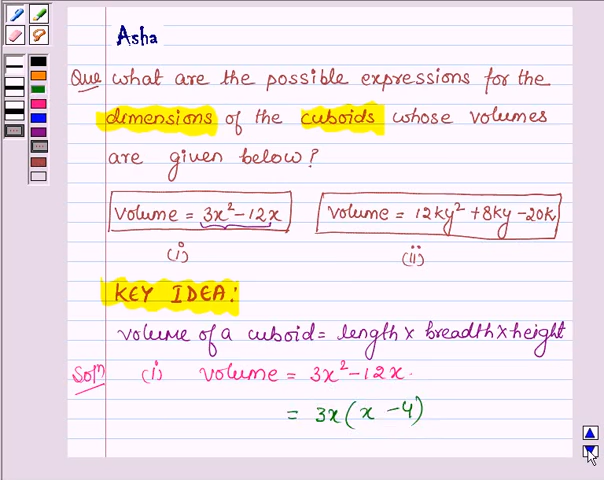 Asha
Que what are the possible expressions for the
dimensions of the cuboids whose volumes
are given below?
Volume = 3x² – 12x
Volume = 12ky² + 8ky – 20k
(i)
(ii)
KEY IDEA:
volume of a cuboid = length × breadth × height
Solⁿ (i) volume = 3x² – 12x.
= 3x(x – 4)